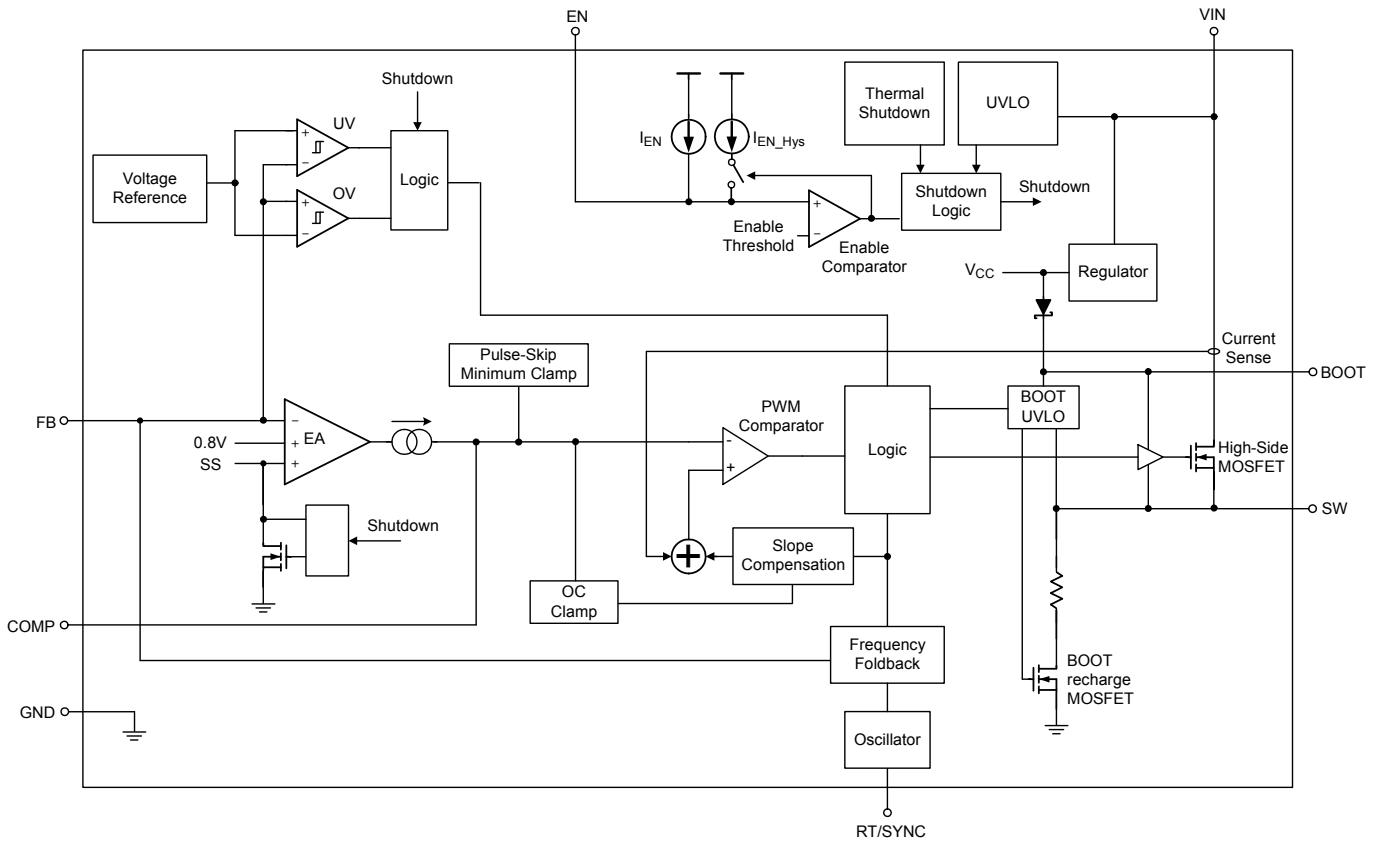 EN
VIN
Shutdown
UV
+
−
Voltage
Reference
Logic
OV
+
−
I_EN
I_EN_Hys
Thermal
Shutdown
UVLO
Shutdown
Logic
Shutdown
+
−
Enable
Threshold
Enable
Comparator
V_CC
Regulator
Current
Sense
BOOT
Pulse-Skip
Minimum Clamp
FB
0.8V
SS
−
+
+
EA
PWM
Comparator
-
+
Logic
BOOT
UVLO
High-Side
MOSFET
SW
Shutdown
+
Slope
Compensation
OC
Clamp
COMP
Frequency
Foldback
BOOT
recharge
MOSFET
GND
Oscillator
RT/SYNC